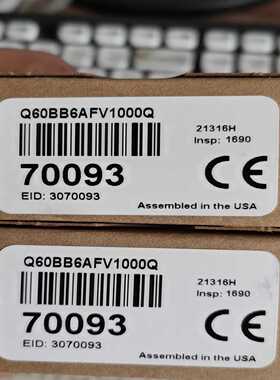 Q60BB6AFV1000Q
21316H
Insp: 1690
70093
CE
EID: 3070093
Assembled in the USA
Q60BB6AFV1000Q
21316H
Insp: 1690
70093
CE
EID: 3070093
Assembled in the USA